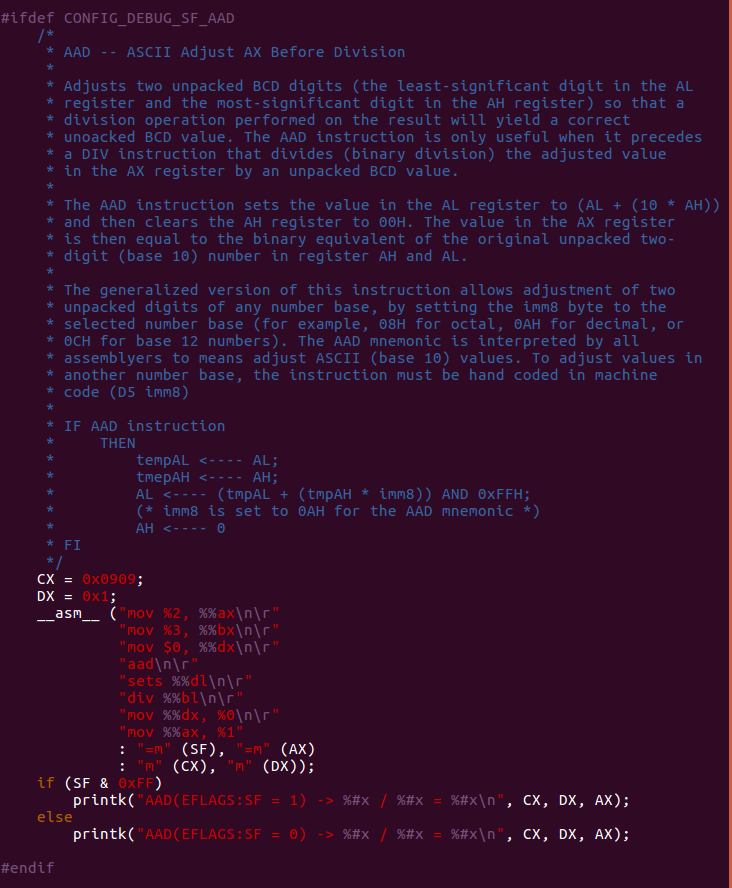 #ifdef CONFIG_DEBUG_SF_AAD
    /*
     * AAD -- ASCII Adjust AX Before Division
     *
     * Adjusts two unpacked BCD digits (the least-significant digit in the AL
     * register and the most-significant digit in the AH register) so that a
     * division operation performed on the result will yield a correct
     * unoacked BCD value. The AAD instruction is only useful when it precedes
     * a DIV instruction that divides (binary division) the adjusted value
     * in the AX register by an unpacked BCD value.
     *
     * The AAD instruction sets the value in the AL register to (AL + (10 * AH))
     * and then clears the AH register to 00H. The value in the AX register
     * is then equal to the binary equivalent of the original unpacked two-
     * digit (base 10) number in register AH and AL.
     *
     * The generalized version of this instruction allows adjustment of two
     * unpacked digits of any number base, by setting the imm8 byte to the
     * selected number base (for example, 08H for octal, 0AH for decimal, or
     * 0CH for base 12 numbers). The AAD mnemonic is interpreted by all
     * assemblyers to means adjust ASCII (base 10) values. To adjust values in
     * another number base, the instruction must be hand coded in machine
     * code (D5 imm8)
     *
     * IF AAD instruction
     *     THEN
     *         tempAL <---- AL;
     *         tmepAH <---- AH;
     *         AL <---- (tmpAL + (tmpAH * imm8)) AND 0xFFH;
     *         (* imm8 is set to 0AH for the AAD mnemonic *)
     *         AH <---- 0
     * FI
     */
    CX = 0x0909;
    DX = 0x1;
    __asm__ ("mov %2, %%ax\n\r"
             "mov %3, %%bx\n\r"
             "mov $0, %%dx\n\r"
             "aad\n\r"
             "sets %%dl\n\r"
             "div %%bl\n\r"
             "mov %%dx, %0\n\r"
             "mov %%ax, %1"
             : "=m" (SF), "=m" (AX)
             : "m" (CX), "m" (DX));
    if (SF & 0xFF)
        printk("AAD(EFLAGS:SF = 1) -> %#x / %#x = %#x\n", CX, DX, AX);
    else
        printk("AAD(EFLAGS:SF = 0) -> %#x / %#x = %#x\n", CX, DX, AX);
#endif